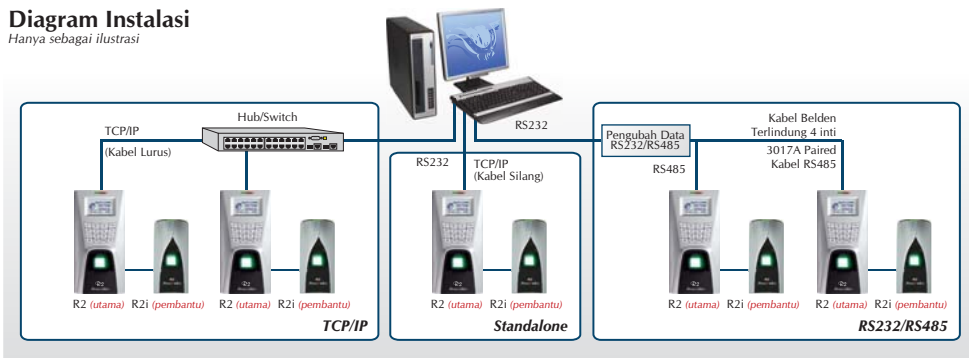 Diagram Instalasi
Hanya sebagai ilustrasi
Hub/Switch
TCP/IP
(Kabel Lurus)
R2 (utama) R2i (pembantu) R2 (utama) R2i (pembantu)
TCP/IP
RS232
TCP/IP
(Kabel Silang)
R2 (utama) R2i (pembantu)
Standalone
RS232
Pengubah Data
RS232/RS485
RS485
Kabel Belden
Terlindung 4 inti
3017A Paired
Kabel RS485
R2 (utama) R2i (pembantu) R2 (utama) R2i (pembantu)
RS232/RS485